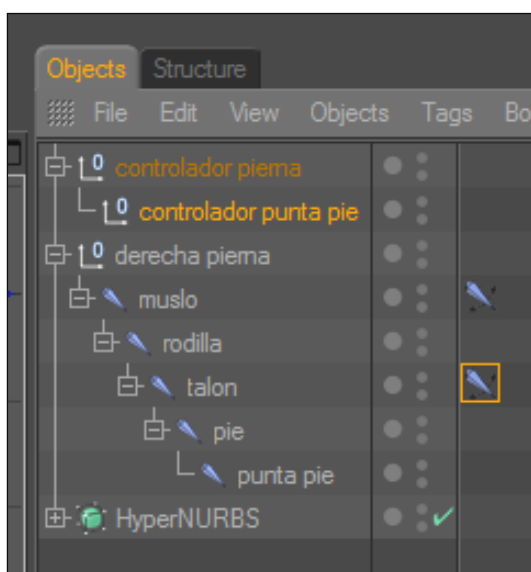 Objects Structure
File Edit View Objects Tags Bo
controlador pierna
controlador punta pie
derecha pierna
muslo
rodilla
talon
pie
punta pie
HyperNURBS